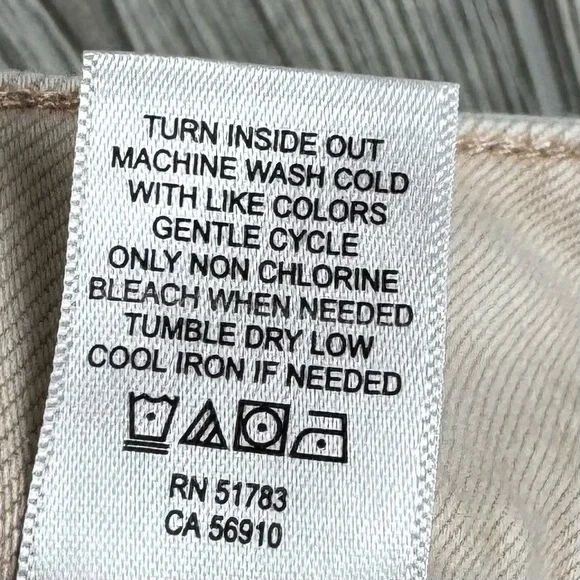 TURN INSIDE OUT
MACHINE WASH COLD
WITH LIKE COLORS
GENTLE CYCLE
ONLY NON CHLORINE
BLEACH WHEN NEEDED
TUMBLE DRY LOW
COOL IRON IF NEEDED
RN 51783
CA 56910